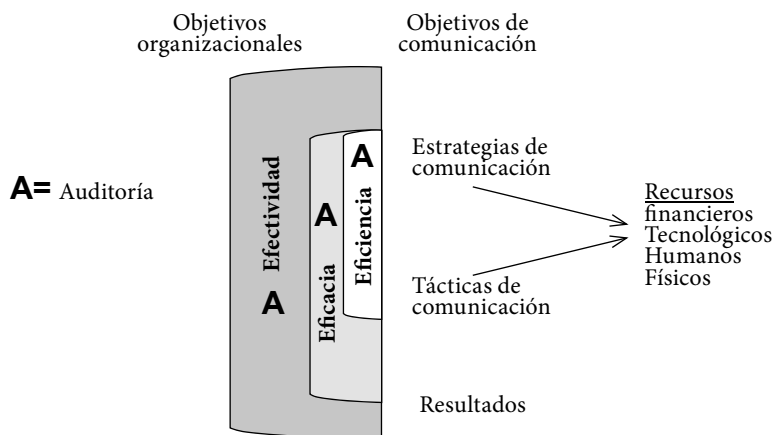 Objetivos
organizacionales
Objetivos de
comunicación
A= Auditoría
Efectividad
A
Eficacia
A
Eficiencia
A
Estrategias de
comunicación
Tácticas de
comunicación
Resultados
Recursos
financieros
Tecnológicos
Humanos
Físicos